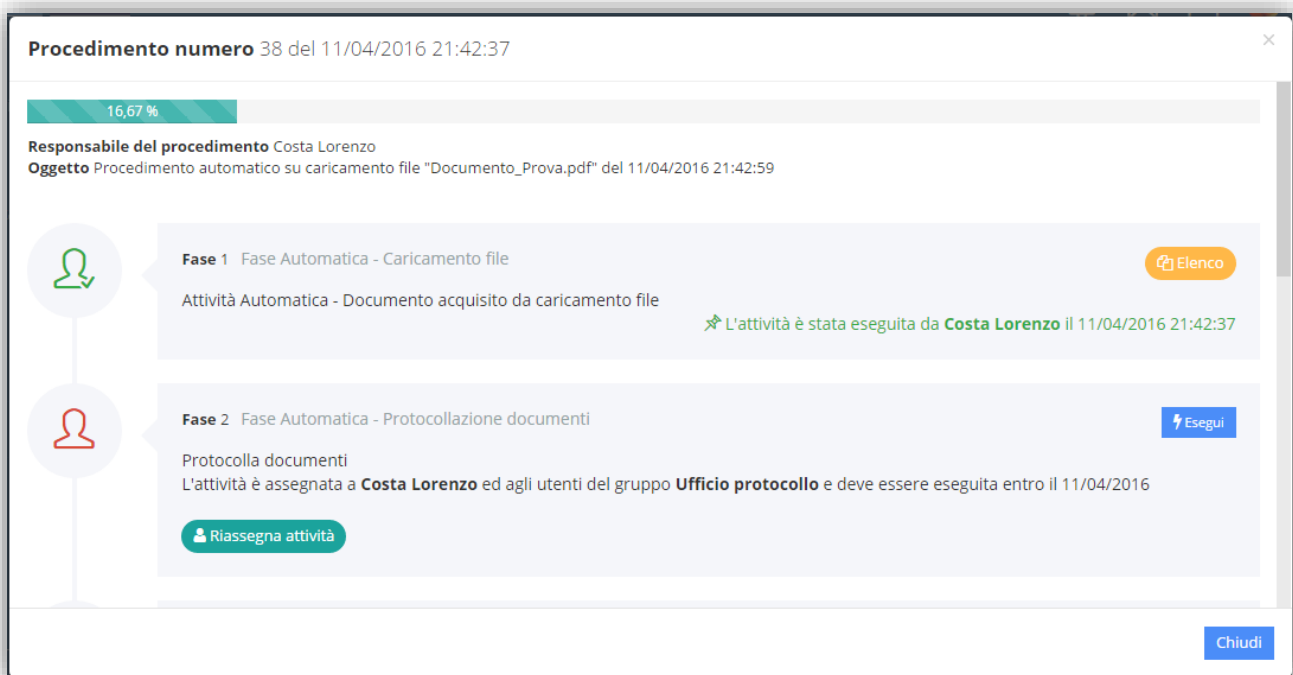 Procedimento numero 38 del 11/04/2016 21:42:37
16,67 %
Responsabile del procedimento Costa Lorenzo
Oggetto Procedimento automatico su caricamento file "Documento_Prova.pdf" del 11/04/2016 21:42:59
Fase 1 Fase Automatica - Caricamento file
Elenco
Attività Automatica - Documento acquisito da caricamento file
L'attività è stata eseguita da Costa Lorenzo il 11/04/2016 21:42:37
Fase 2 Fase Automatica - Protocollazione documenti
Esegui
Protocolla documenti
L'attività è assegnata a Costa Lorenzo ed agli utenti del gruppo Ufficio protocollo e deve essere eseguita entro il 11/04/2016
Riassegna attività
Chiudi